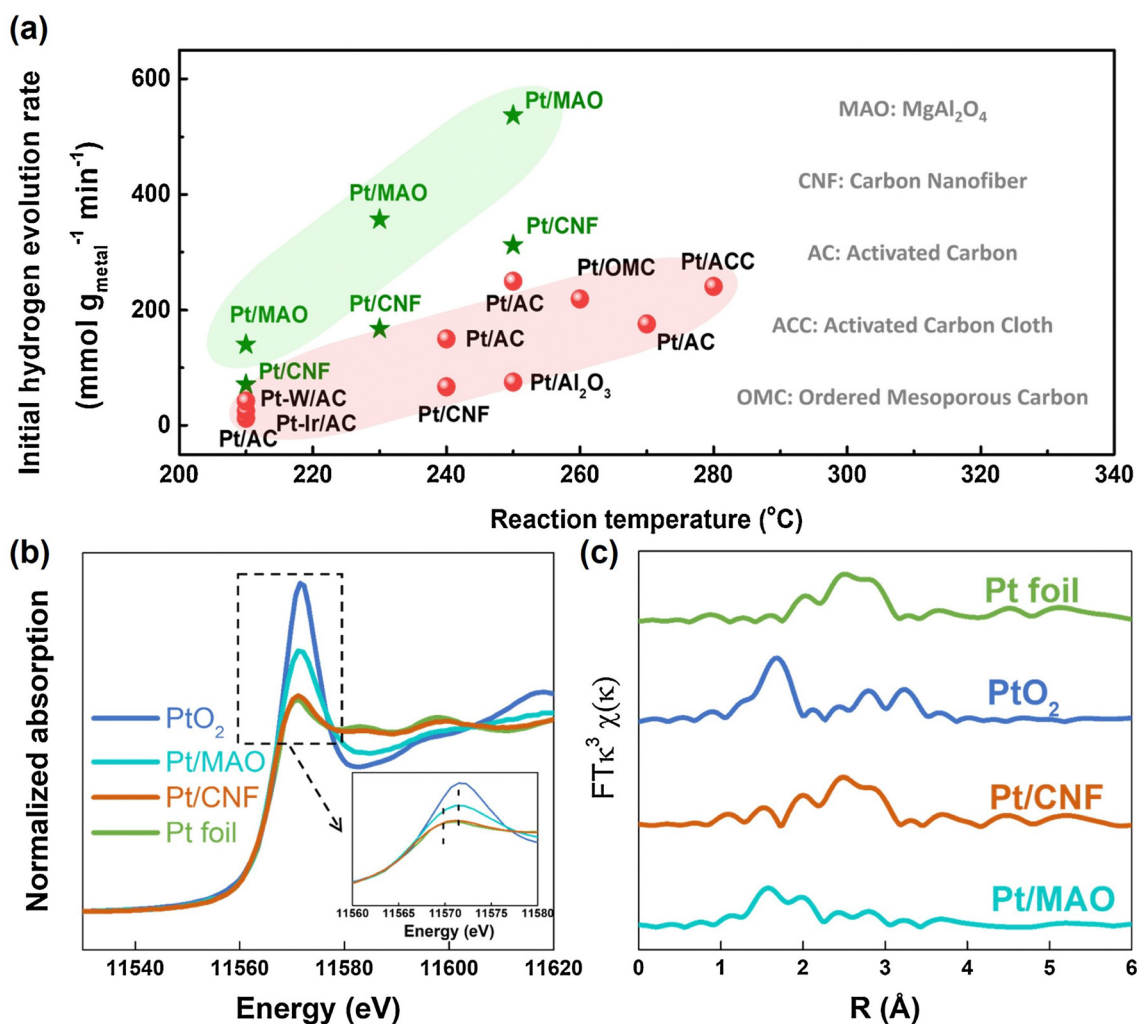 (a)
Initial hydrogen evolution rate
(mmol g_metal⁻¹ min⁻¹)
600
400
200
0
Pt/MAO
MAO: MgAl₂O₄
Pt/MAO
CNF: Carbon Nanofiber
Pt/CNF
Pt/OMC
Pt/ACC
AC: Activated Carbon
Pt/MAO
Pt/CNF
Pt/AC
Pt/AC
Pt/AC
ACC: Activated Carbon Cloth
Pt/CNF
Pt-W/AC
Pt/Al₂O₃
OMC: Ordered Mesoporous Carbon
Pt-Ir/AC
Pt/CNF
Pt/AC
200 220 240 260 280 300 320 340
Reaction temperature (°C)
(b)
Normalized absorption
PtO₂
Pt/MAO
Pt/CNF
Pt foil
11560 11565 11570 11575 11580
Energy (eV)
11540 11560 11580 11600 11620
Energy (eV)
(c)
FTκ³ χ(κ)
Pt foil
PtO₂
Pt/CNF
Pt/MAO
0 1 2 3 4 5 6
R (Å)